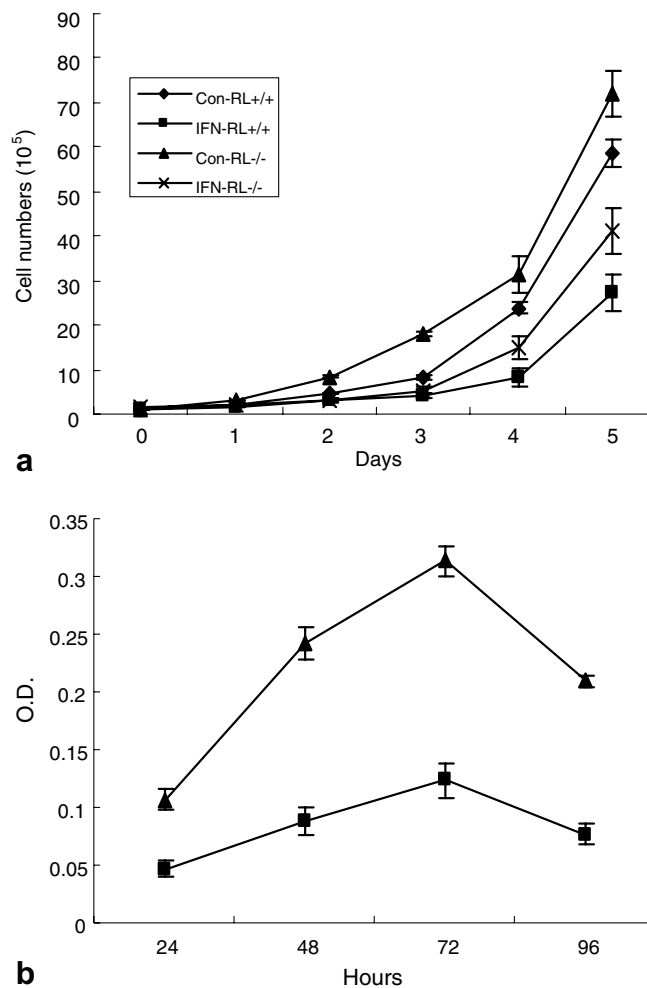 90
80
70
60
50
40
30
20
10
0
Cell numbers (10⁵)
Con-RL+/+
IFN-RL+/+
Con-RL-/-
IFN-RL-/-
0 1 2 3 4 5
Days
a
0.35
0.3
0.25
0.2
0.15
0.1
0.05
0
O.D.
24 48 72 96
Hours
b